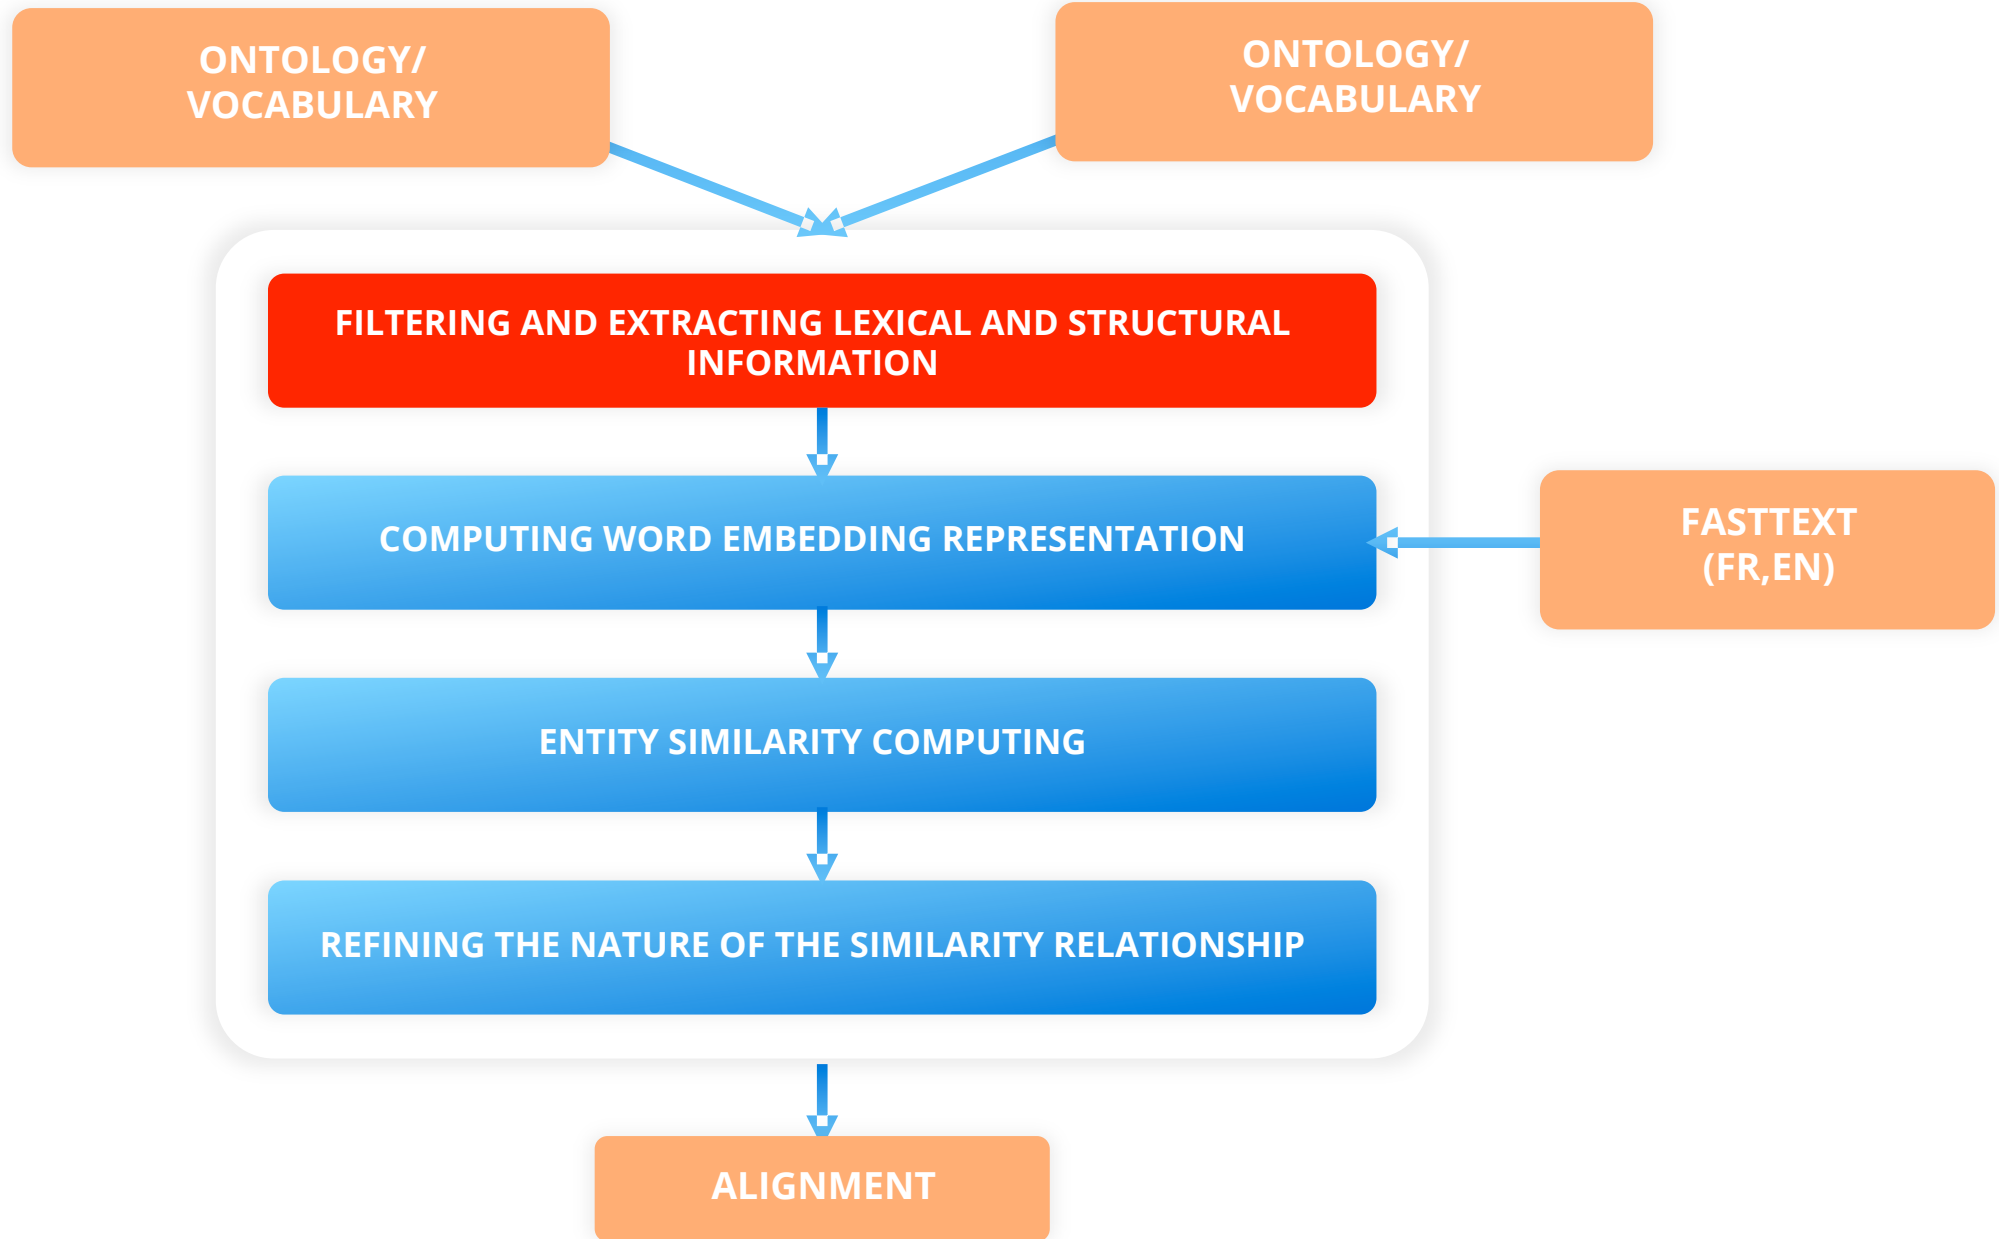 ONTOLOGY/
VOCABULARY
ONTOLOGY/
VOCABULARY
FILTERING AND EXTRACTING LEXICAL AND STRUCTURAL
INFORMATION
COMPUTING WORD EMBEDDING REPRESENTATION
FASTTEXT
(FR,EN)
ENTITY SIMILARITY COMPUTING
REFINING THE NATURE OF THE SIMILARITY RELATIONSHIP
ALIGNMENT